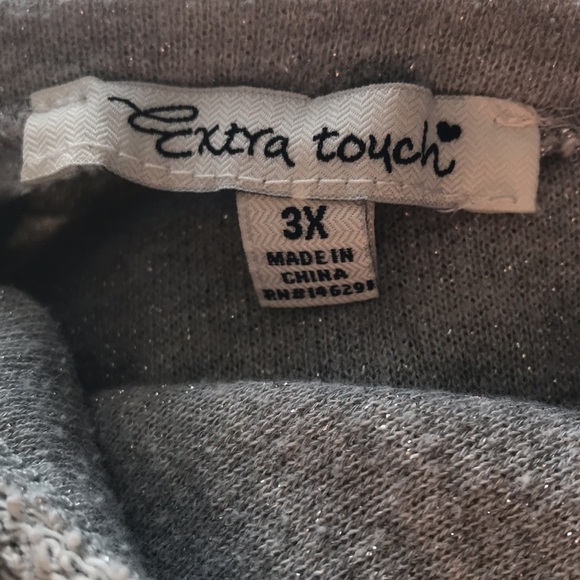 Extra touch
3X
MADE IN
CHINA